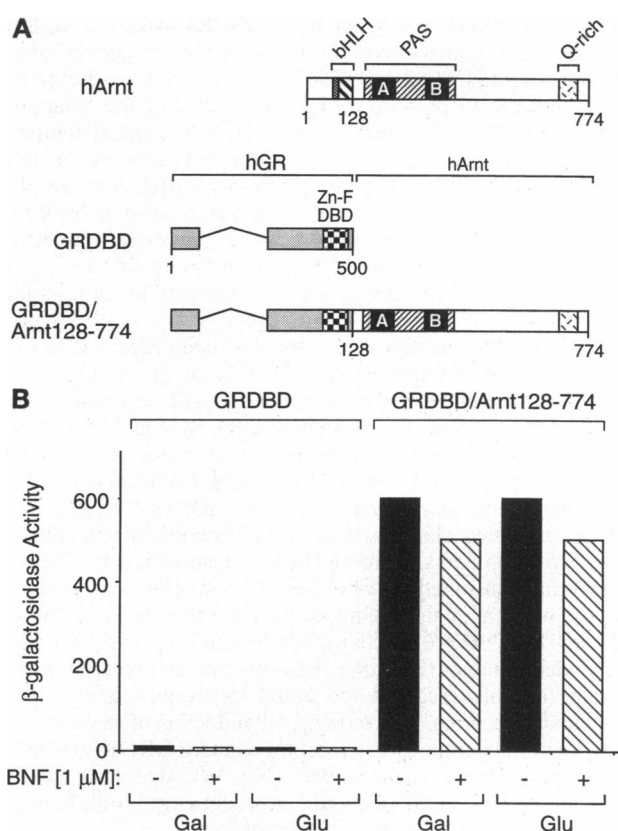 A
bHLH PAS Q-rich
hArnt A B
1 128 774
hGR hArnt
Zn-F
DBD
GRDBD
1 500
GRDBD/
Arnt128-774 A B
128 774
B
GRDBD GRDBD/Arnt128-774
β-galactosidase Activity
600
400
200
0
BNF [1 μM]: - + - + - + - +
Gal Glu Gal Glu